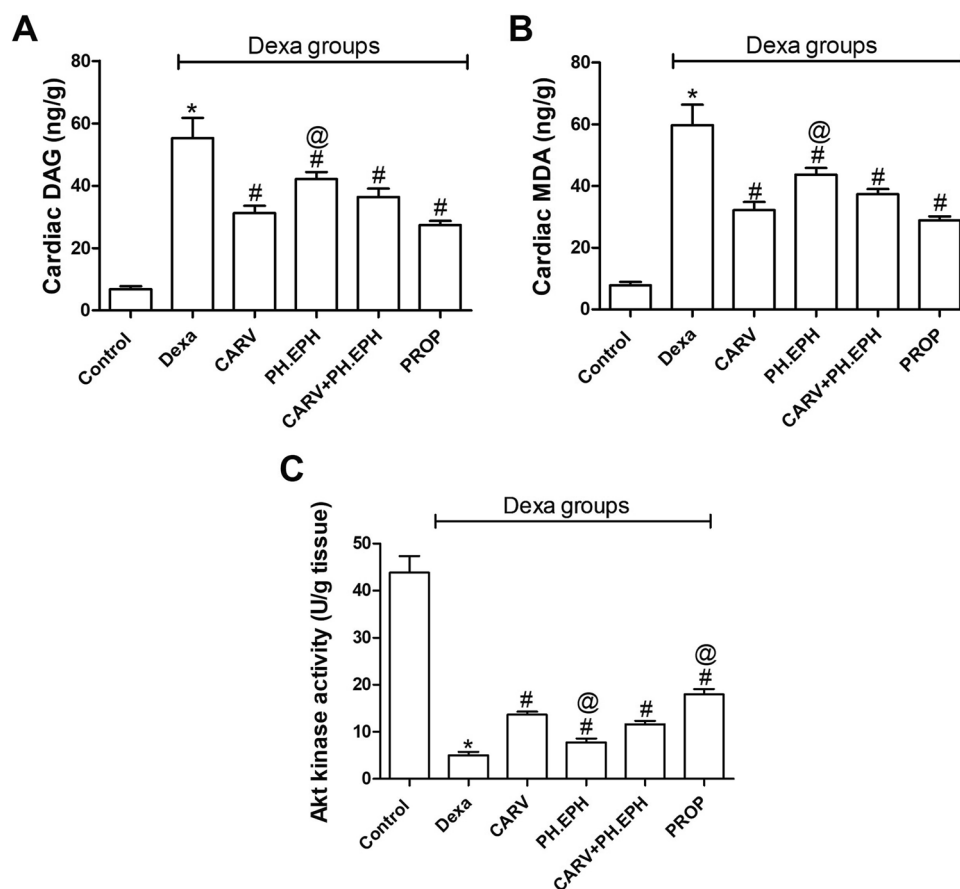 A
Dexa groups
Cardiac DAG (ng/g)
80
60
40
20
0
*
#
@
#
#
#
Control
Dexa
CARV
PH.EPH
CARV+PH.EPH
PROP
B
Dexa groups
Cardiac MDA (ng/g)
80
60
40
20
0
*
#
@
#
#
#
Control
Dexa
CARV
PH.EPH
CARV+PH.EPH
PROP
C
Dexa groups
Akt kinase activity (U/g tissue)
50
40
30
20
10
0
*
#
@
#
#
@
#
Control
Dexa
CARV
PH.EPH
CARV+PH.EPH
PROP